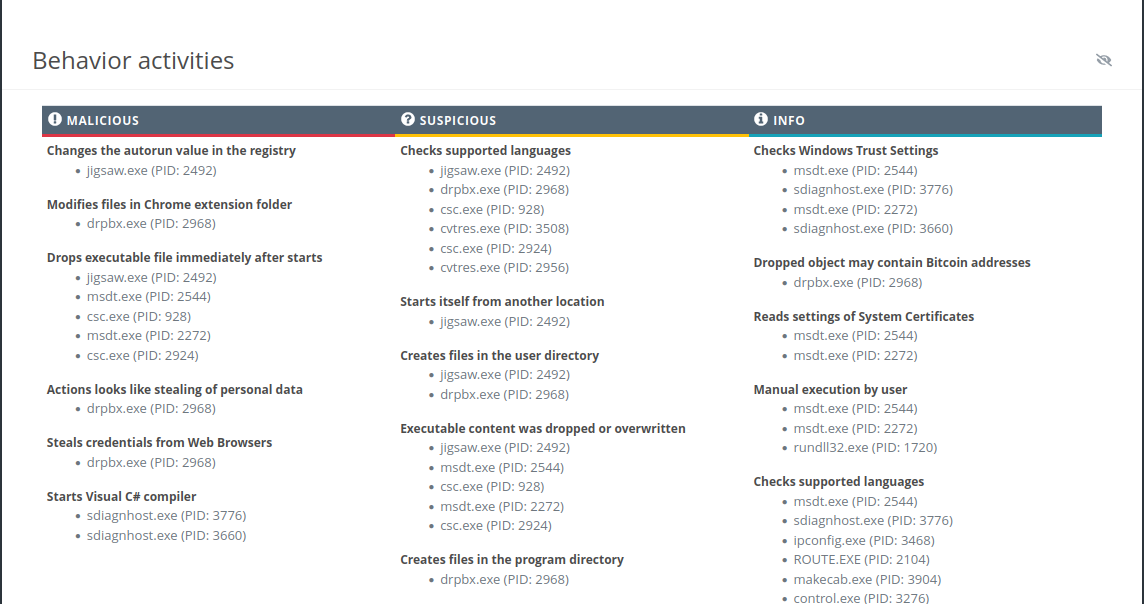 Behavior activities
MALICIOUS
Changes the autorun value in the registry
jigsaw.exe (PID: 2492)
Modifies files in Chrome extension folder
drpbx.exe (PID: 2968)
Drops executable file immediately after starts
jigsaw.exe (PID: 2492)
msdt.exe (PID: 2544)
csc.exe (PID: 928)
msdt.exe (PID: 2272)
csc.exe (PID: 2924)
Actions looks like stealing of personal data
drpbx.exe (PID: 2968)
Steals credentials from Web Browsers
drpbx.exe (PID: 2968)
Starts Visual C# compiler
sdiagnhost.exe (PID: 3776)
sdiagnhost.exe (PID: 3660)
SUSPICIOUS
Checks supported languages
jigsaw.exe (PID: 2492)
drpbx.exe (PID: 2968)
csc.exe (PID: 928)
cvtres.exe (PID: 3508)
csc.exe (PID: 2924)
cvtres.exe (PID: 2956)
Starts itself from another location
jigsaw.exe (PID: 2492)
Creates files in the user directory
jigsaw.exe (PID: 2492)
drpbx.exe (PID: 2968)
Executable content was dropped or overwritten
jigsaw.exe (PID: 2492)
msdt.exe (PID: 2544)
csc.exe (PID: 928)
msdt.exe (PID: 2272)
csc.exe (PID: 2924)
Creates files in the program directory
drpbx.exe (PID: 2968)
INFO
Checks Windows Trust Settings
msdt.exe (PID: 2544)
sdiagnhost.exe (PID: 3776)
msdt.exe (PID: 2272)
sdiagnhost.exe (PID: 3660)
Dropped object may contain Bitcoin addresses
drpbx.exe (PID: 2968)
Reads settings of System Certificates
msdt.exe (PID: 2544)
msdt.exe (PID: 2272)
Manual execution by user
msdt.exe (PID: 2544)
msdt.exe (PID: 2272)
rundll32.exe (PID: 1720)
Checks supported languages
msdt.exe (PID: 2544)
sdiagnhost.exe (PID: 3776)
ipconfig.exe (PID: 3468)
ROUTE.EXE (PID: 2104)
makecab.exe (PID: 3904)
control.exe (PID: 3276)